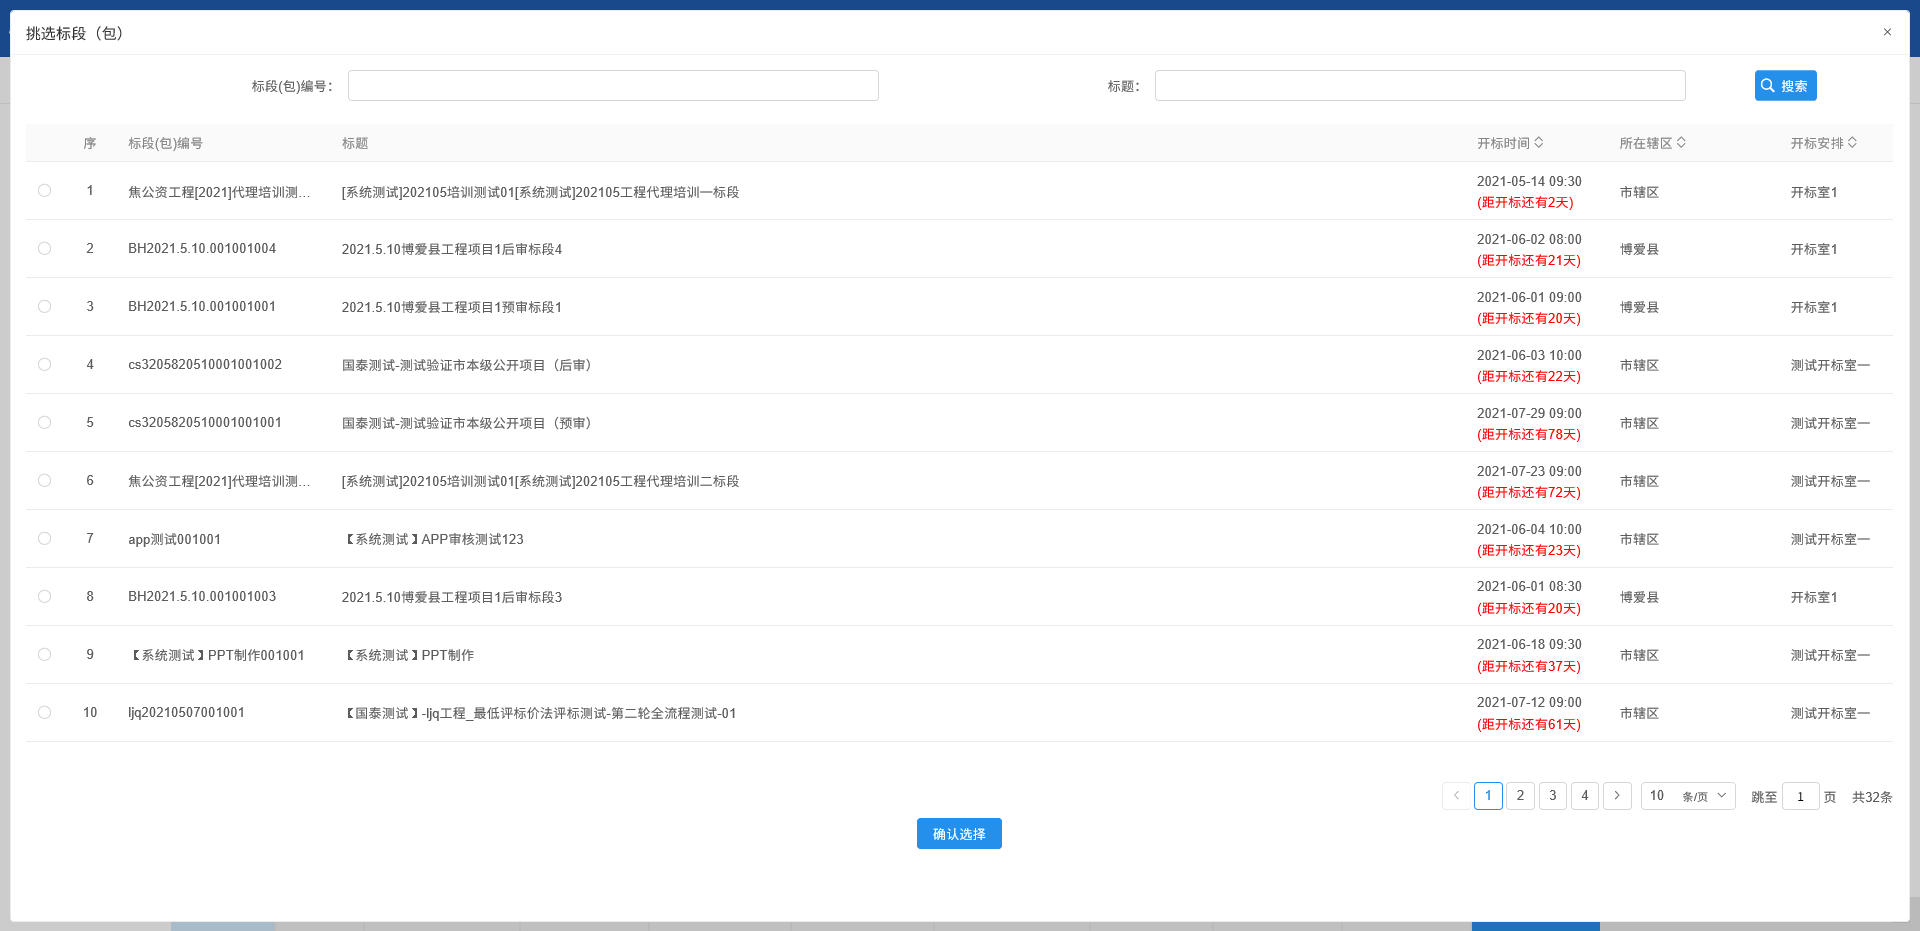 挑选标段（包）
×
标段(包)编号：
标题：
搜索
序 标段(包)编号 标题 开标时间 所在辖区 开标安排
1 焦公资工程[2021]代理培训测... [系统测试]202105培训测试01[系统测试]202105工程代理培训一标段 2021-05-14 09:30 市辖区 开标室1
(距开标还有2天)
2 BH2021.5.10.001001004 2021.5.10博爱县工程项目1后审标段4 2021-06-02 08:00 博爱县 开标室1
(距开标还有21天)
3 BH2021.5.10.001001001 2021.5.10博爱县工程项目1预审标段1 2021-06-01 09:00 博爱县 开标室1
(距开标还有20天)
4 cs3205820510001001002 国泰测试-测试验证市本级公开项目（后审） 2021-06-03 10:00 市辖区 测试开标室一
(距开标还有22天)
5 cs3205820510001001001 国泰测试-测试验证市本级公开项目（预审） 2021-07-29 09:00 市辖区 测试开标室一
(距开标还有78天)
6 焦公资工程[2021]代理培训测... [系统测试]202105培训测试01[系统测试]202105工程代理培训二标段 2021-07-23 09:00 市辖区 测试开标室一
(距开标还有72天)
7 app测试001001 【系统测试】APP审核测试123 2021-06-04 10:00 市辖区 测试开标室一
(距开标还有23天)
8 BH2021.5.10.001001003 2021.5.10博爱县工程项目1后审标段3 2021-06-01 08:30 博爱县 开标室1
(距开标还有20天)
9 【系统测试】PPT制作001001 【系统测试】PPT制作 2021-06-18 09:30 市辖区 测试开标室一
(距开标还有37天)
10 ljq20210507001001 【国泰测试】-ljq工程_最低评标价法评标测试-第二轮全流程测试-01 2021-07-12 09:00 市辖区 测试开标室一
(距开标还有61天)
1 2 3 4 10 条/页 跳至 1 页 共32条
确认选择